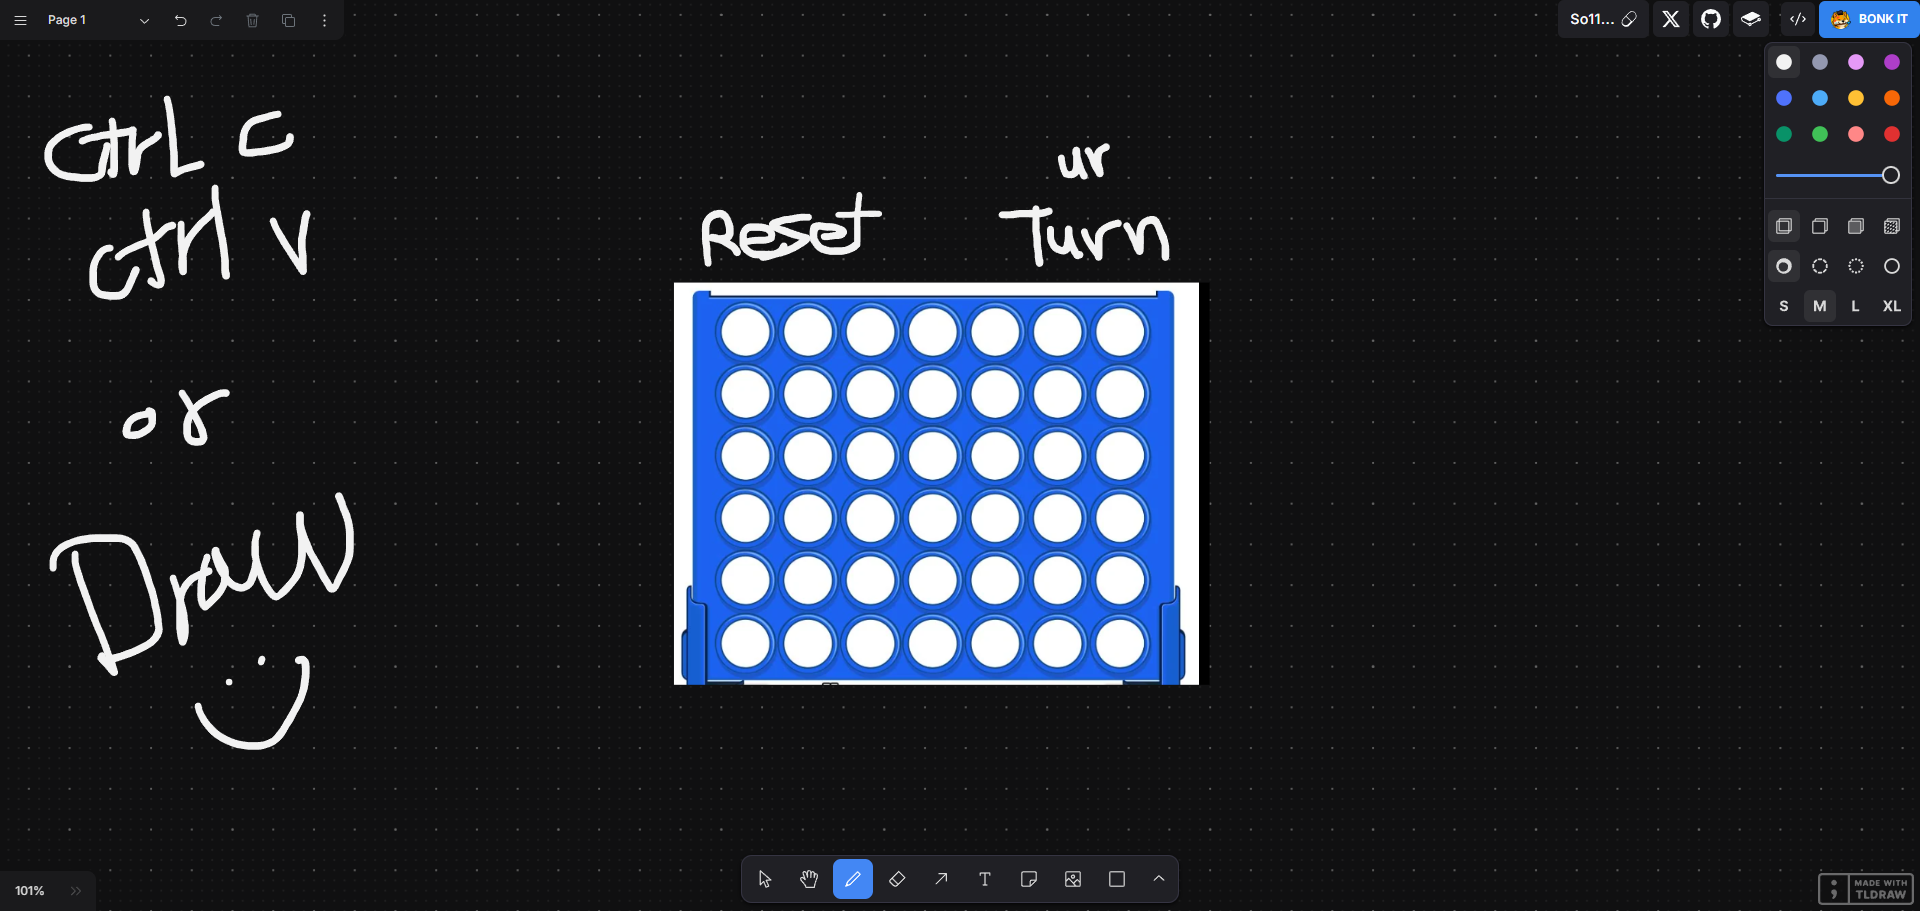 Page 1
So11...
BONK IT
Ctrl c
Ctrl v
or
Draw
Reset
ur
Turn
S M L XL
101%
MADE WITH
TLDRAW